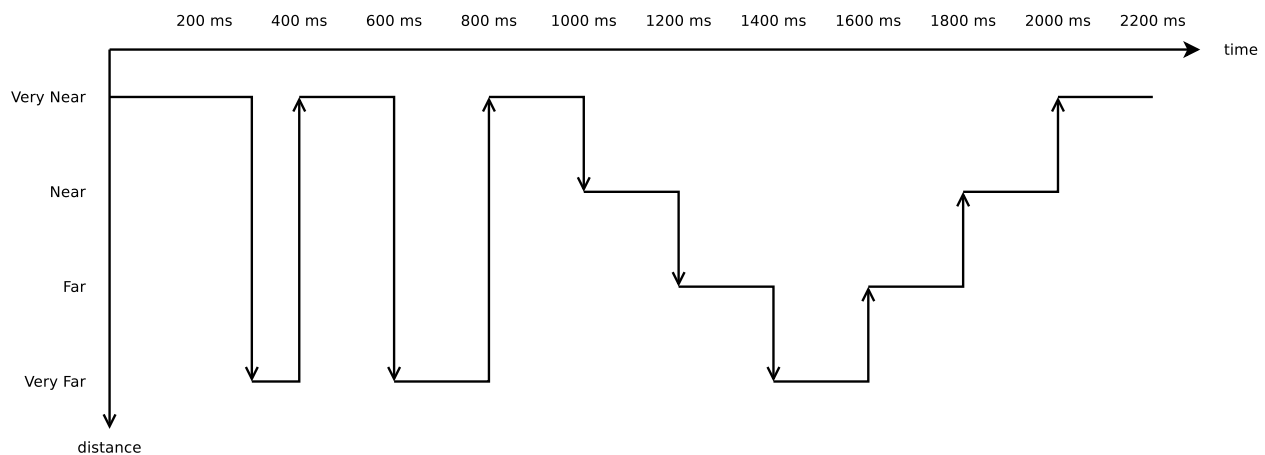 200 ms 400 ms 600 ms 800 ms 1000 ms 1200 ms 1400 ms 1600 ms 1800 ms 2000 ms 2200 ms
time
Very Near
Near
Far
Very Far
distance